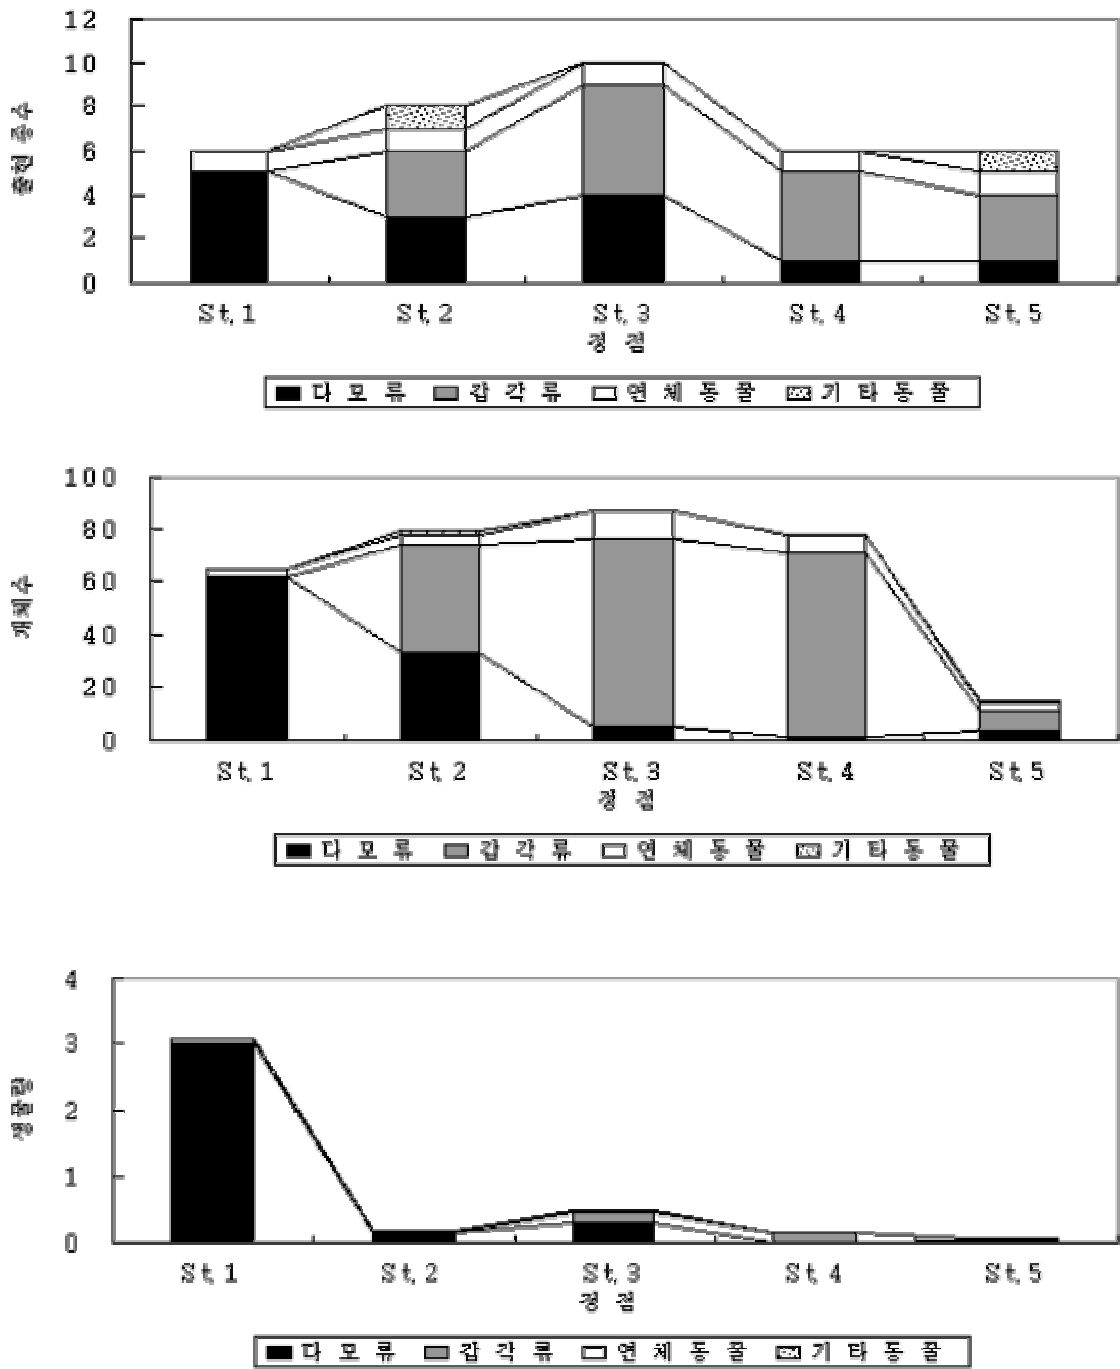 12
10
8
6
4
2
0
출현 종수
St.1 St.2 St.3 St.4 St.5
정 점
다 모 류 갑 각 류 연 체 동 물 기 타 동 물
100
80
60
40
20
0
개체수
St.1 St.2 St.3 St.4 St.5
정 점
다 모 류 갑 각 류 연 체 동 물 기 타 동 물
4
3
2
1
0
생물량
St.1 St.2 St.3 St.4 St.5
정 점
다 모 류 갑 각 류 연 체 동 물 기 타 동 물